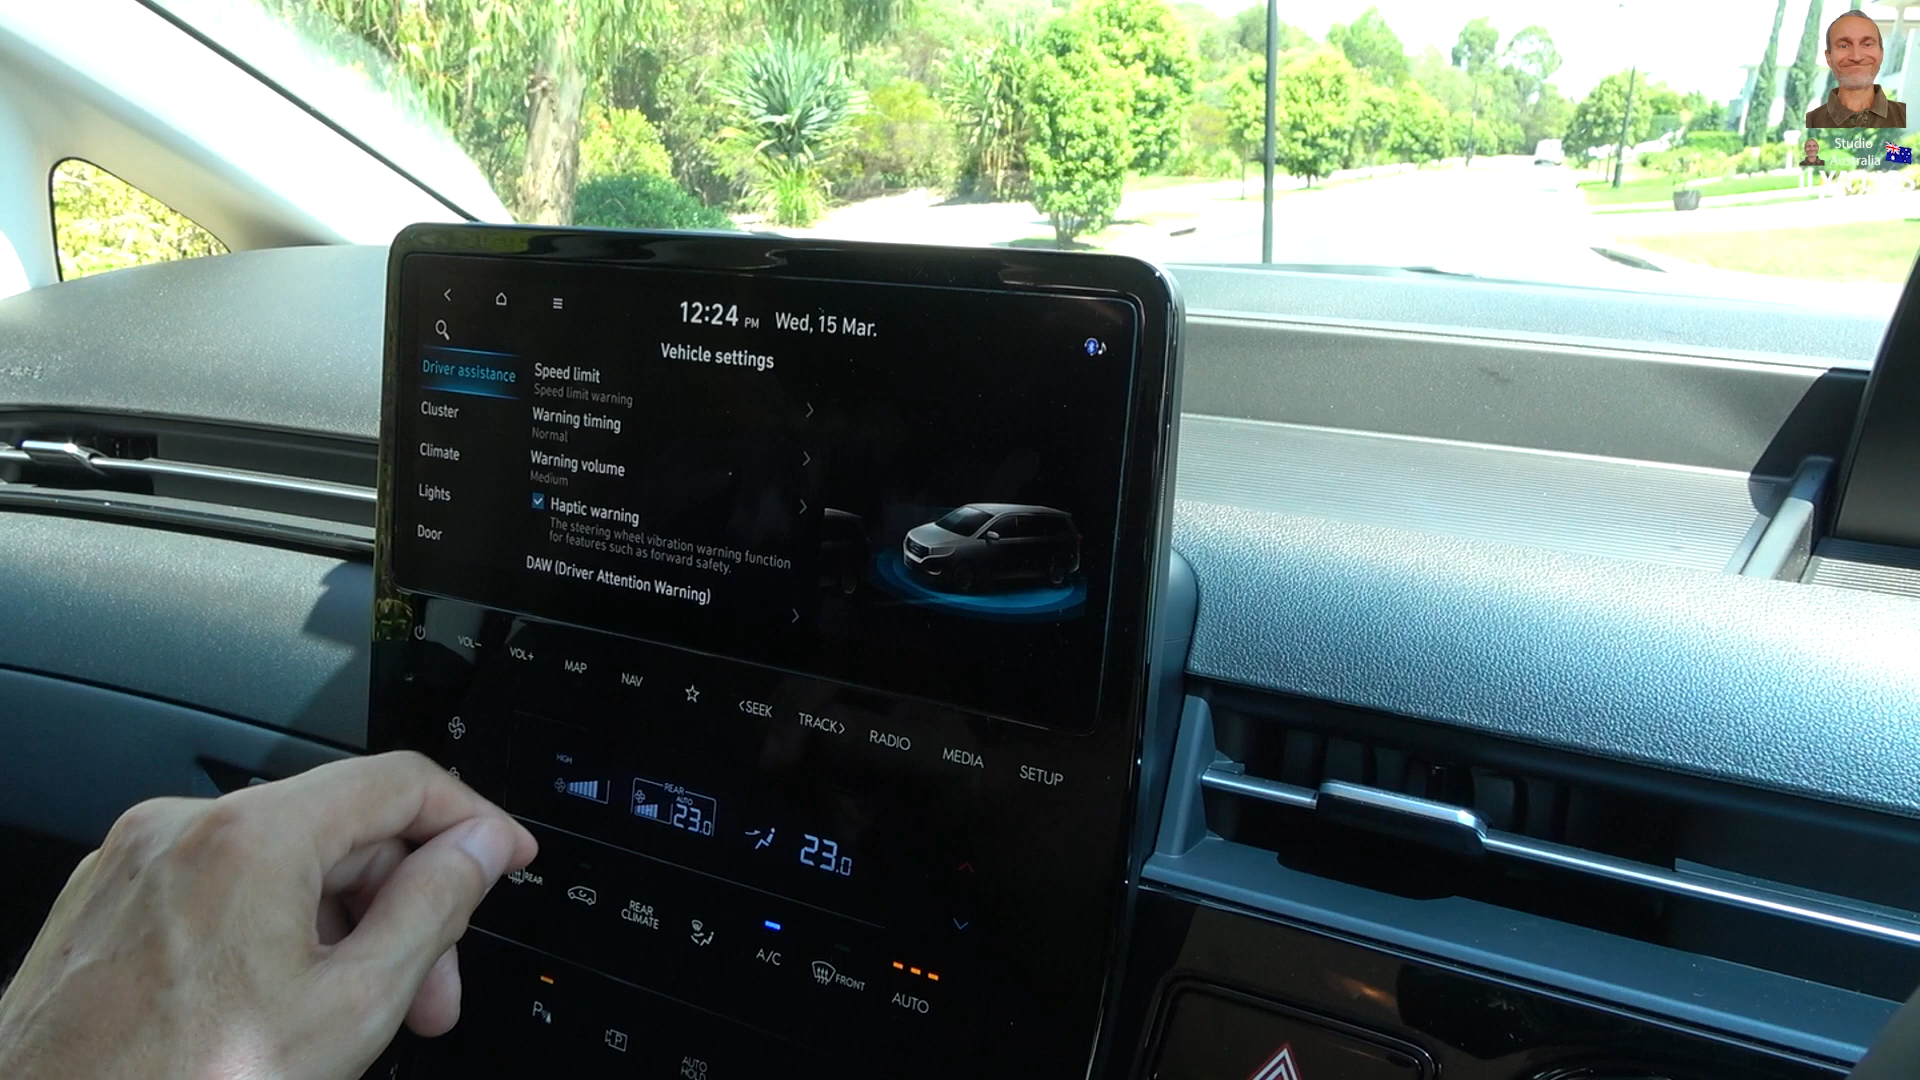 12:24 PM Wed, 15 Mar.
Vehicle settings
Driver assistance
Cluster
Climate
Lights
Door
Speed limit
Speed limit warning
Warning timing
Normal
Warning volume
Medium
Haptic warning
The steering wheel vibration warning function
for features such as forward safety.
DAW (Driver Attention Warning)
VOL-
VOL+
MAP
NAV
<SEEK
TRACK>
RADIO
MEDIA
SETUP
HIGH
REAR
AUTO
23.0
23.0
REAR
REAR
CLIMATE
A/C
FRONT
AUTO
P
P
AUTO
HOLD
Studio
Australia